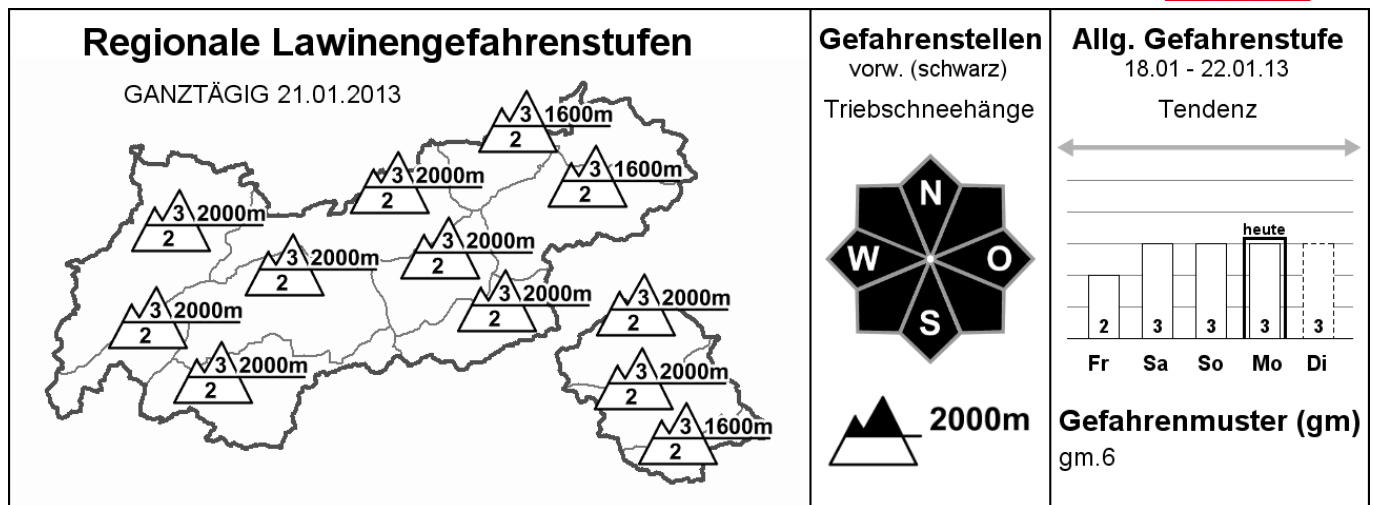 Regionale Lawinengefahrenstufen
GANZTÄGIG 21.01.2013
3 1600m
2
3 1600m
2
3 2000m
2
3 2000m
2
3 2000m
2
3 2000m
2
3 2000m
2
3 2000m
2
3 2000m
2
3 2000m
2
3 2000m
2
3 1600m
2
Gefahrenstellen
vorw. (schwarz)
Triebschneehänge
N
W O
S
2000m
Allg. Gefahrenstufe
18.01 - 22.01.13
Tendenz
heute
2 3 3 3 3
Fr Sa So Mo Di
Gefahrenmuster (gm)
gm.6